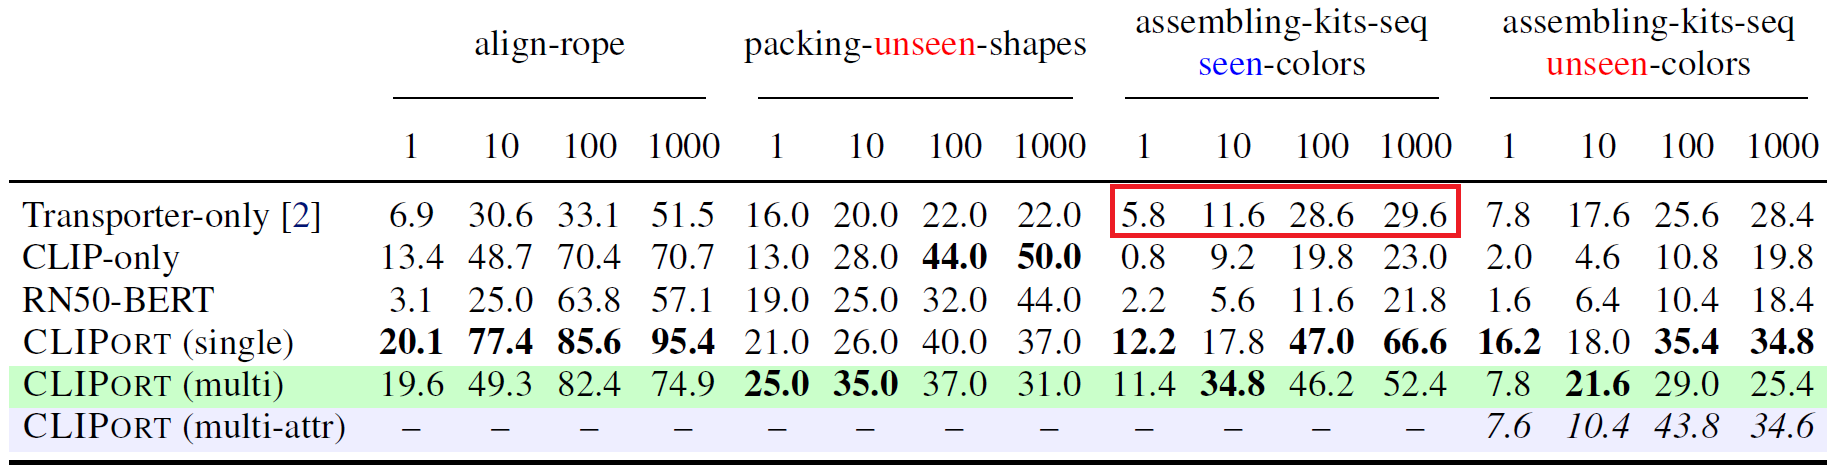 align-rope packing-unseen-shapes assembling-kits-seq seen-colors assembling-kits-seq unseen-colors
1 10 100 1000 1 10 100 1000 1 10 100 1000 1 10 100 1000
Transporter-only [2] 6.9 30.6 33.1 51.5 16.0 20.0 22.0 22.0 5.8 11.6 28.6 29.6 7.8 17.6 25.6 28.4
CLIP-only 13.4 48.7 70.4 70.7 13.0 28.0 44.0 50.0 0.8 9.2 19.8 23.0 2.0 4.6 10.8 19.8
RN50-BERT 3.1 25.0 63.8 57.1 19.0 25.0 32.0 44.0 2.2 5.6 11.6 21.8 1.6 6.4 10.4 18.4
CLIPORT (single) 20.1 77.4 85.6 95.4 21.0 26.0 40.0 37.0 12.2 17.8 47.0 66.6 16.2 18.0 35.4 34.8
CLIPORT (multi) 19.6 49.3 82.4 74.9 25.0 35.0 37.0 31.0 11.4 34.8 46.2 52.4 7.8 21.6 29.0 25.4
CLIPORT (multi-attr) – – – – – – – – – – – – 7.6 10.4 43.8 34.6